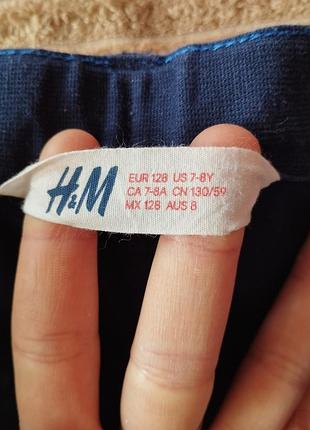 H&M
EUR 128 US 7-8Y
CA 7-8A CN 130/59
MX 128 AUS 8